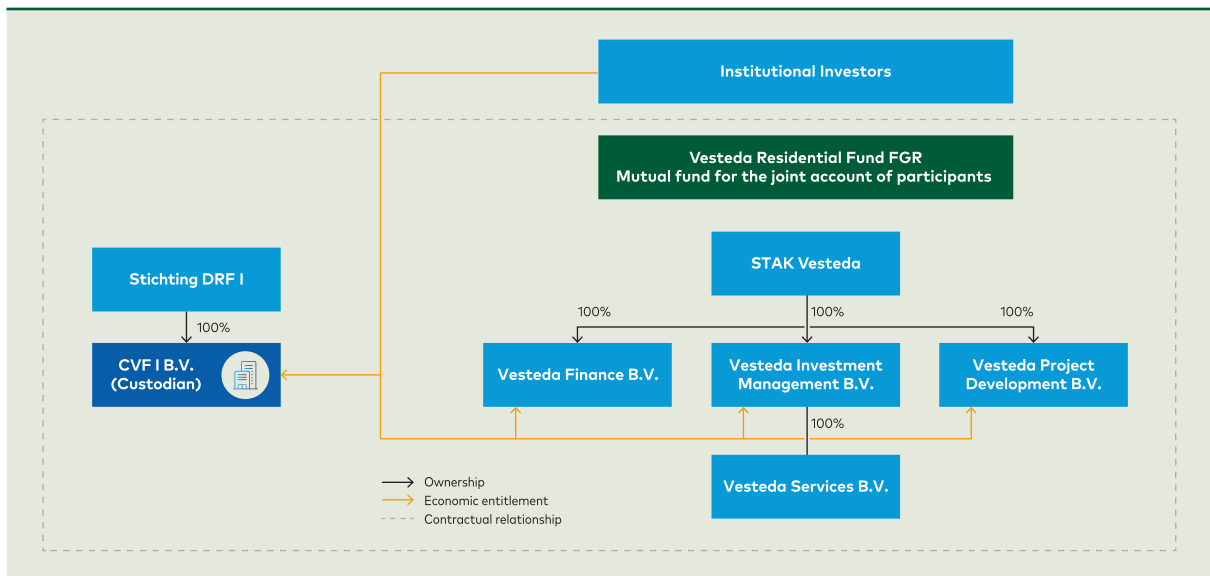 Institutional Investors
Vesteda Residential Fund FGR
Mutual fund for the joint account of participants
Stichting DRF I
STAK Vesteda
100%
100%
100%
100%
CVF I B.V.
(Custodian)
Vesteda Finance B.V.
Vesteda Investment
Management B.V.
Vesteda Project
Development B.V.
100%
Vesteda Services B.V.
Ownership
Economic entitlement
Contractual relationship